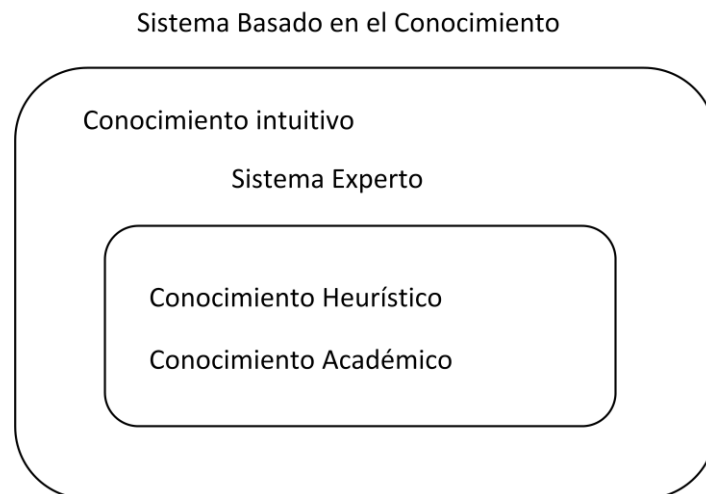 Sistema Basado en el Conocimiento
Conocimiento intuitivo
Sistema Experto
Conocimiento Heurístico
Conocimiento Académico